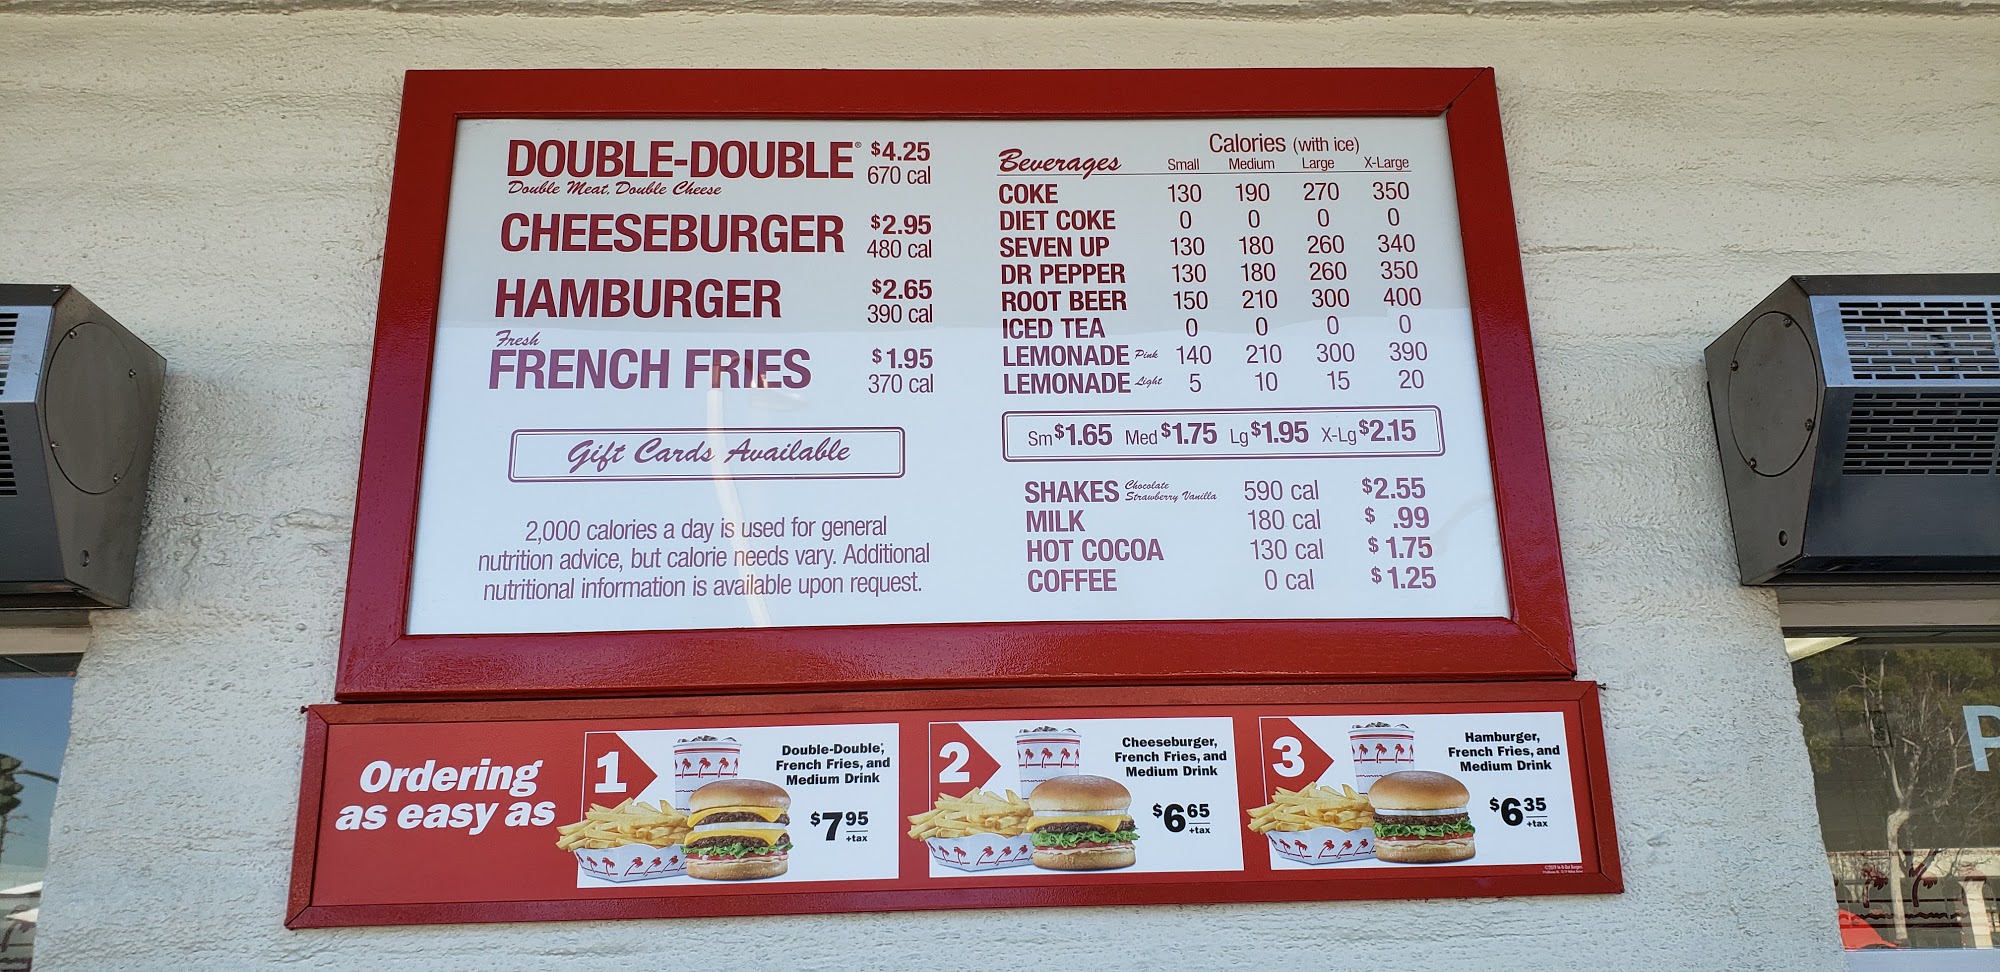 DOUBLE-DOUBLE® $4.25
Double Meat, Double Cheese 670 cal
CHEESEBURGER $2.95
480 cal
HAMBURGER $2.65
390 cal
Fresh
FRENCH FRIES $1.95
370 cal
Gift Cards Available
2,000 calories a day is used for general
nutrition advice, but calorie needs vary. Additional
nutritional information is available upon request.
Calories (with ice)
Beverages Small Medium Large X-Large
COKE 130 190 270 350
DIET COKE 0 0 0 0
SEVEN UP 130 180 260 340
DR PEPPER 130 180 260 350
ROOT BEER 150 210 300 400
ICED TEA 0 0 0 0
LEMONADE Pink 140 210 300 390
LEMONADE Light 5 10 15 20
Sm $1.65 Med $1.75 Lg $1.95 X-Lg $2.15
SHAKES Chocolate Strawberry Vanilla 590 cal $2.55
MILK 180 cal $ .99
HOT COCOA 130 cal $1.75
COFFEE 0 cal $1.25
Ordering
as easy as
1
Double-Double,
French Fries, and
Medium Drink
$7 95
+tax
2
Cheeseburger,
French Fries, and
Medium Drink
$6 65
+tax
3
Hamburger,
French Fries, and
Medium Drink
$6 35
+tax
P